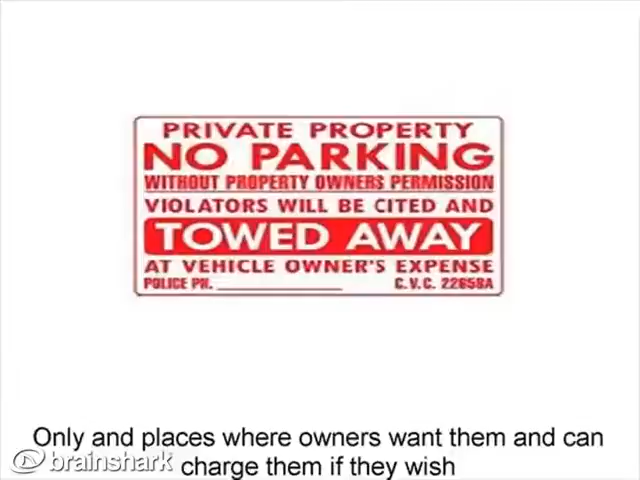 PRIVATE PROPERTY
NO PARKING
WITHOUT PROPERTY OWNERS PERMISSION
VIOLATORS WILL BE CITED AND
TOWED AWAY
AT VEHICLE OWNER'S EXPENSE
POLICE PH. C.V.C. 22658A
Only and places where owners want them and can
charge them if they wish
brainshark